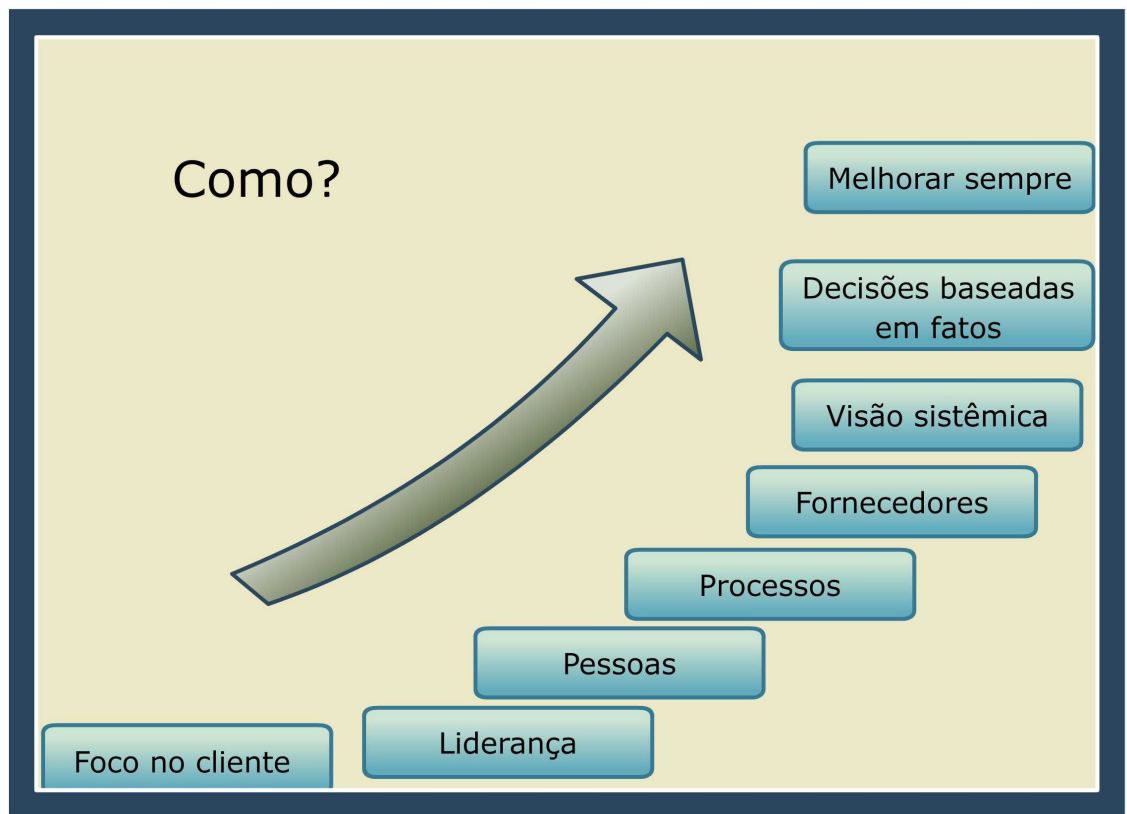 Como?
Melhorar sempre
Decisões baseadas
em fatos
Visão sistêmica
Fornecedores
Processos
Pessoas
Liderança
Foco no cliente